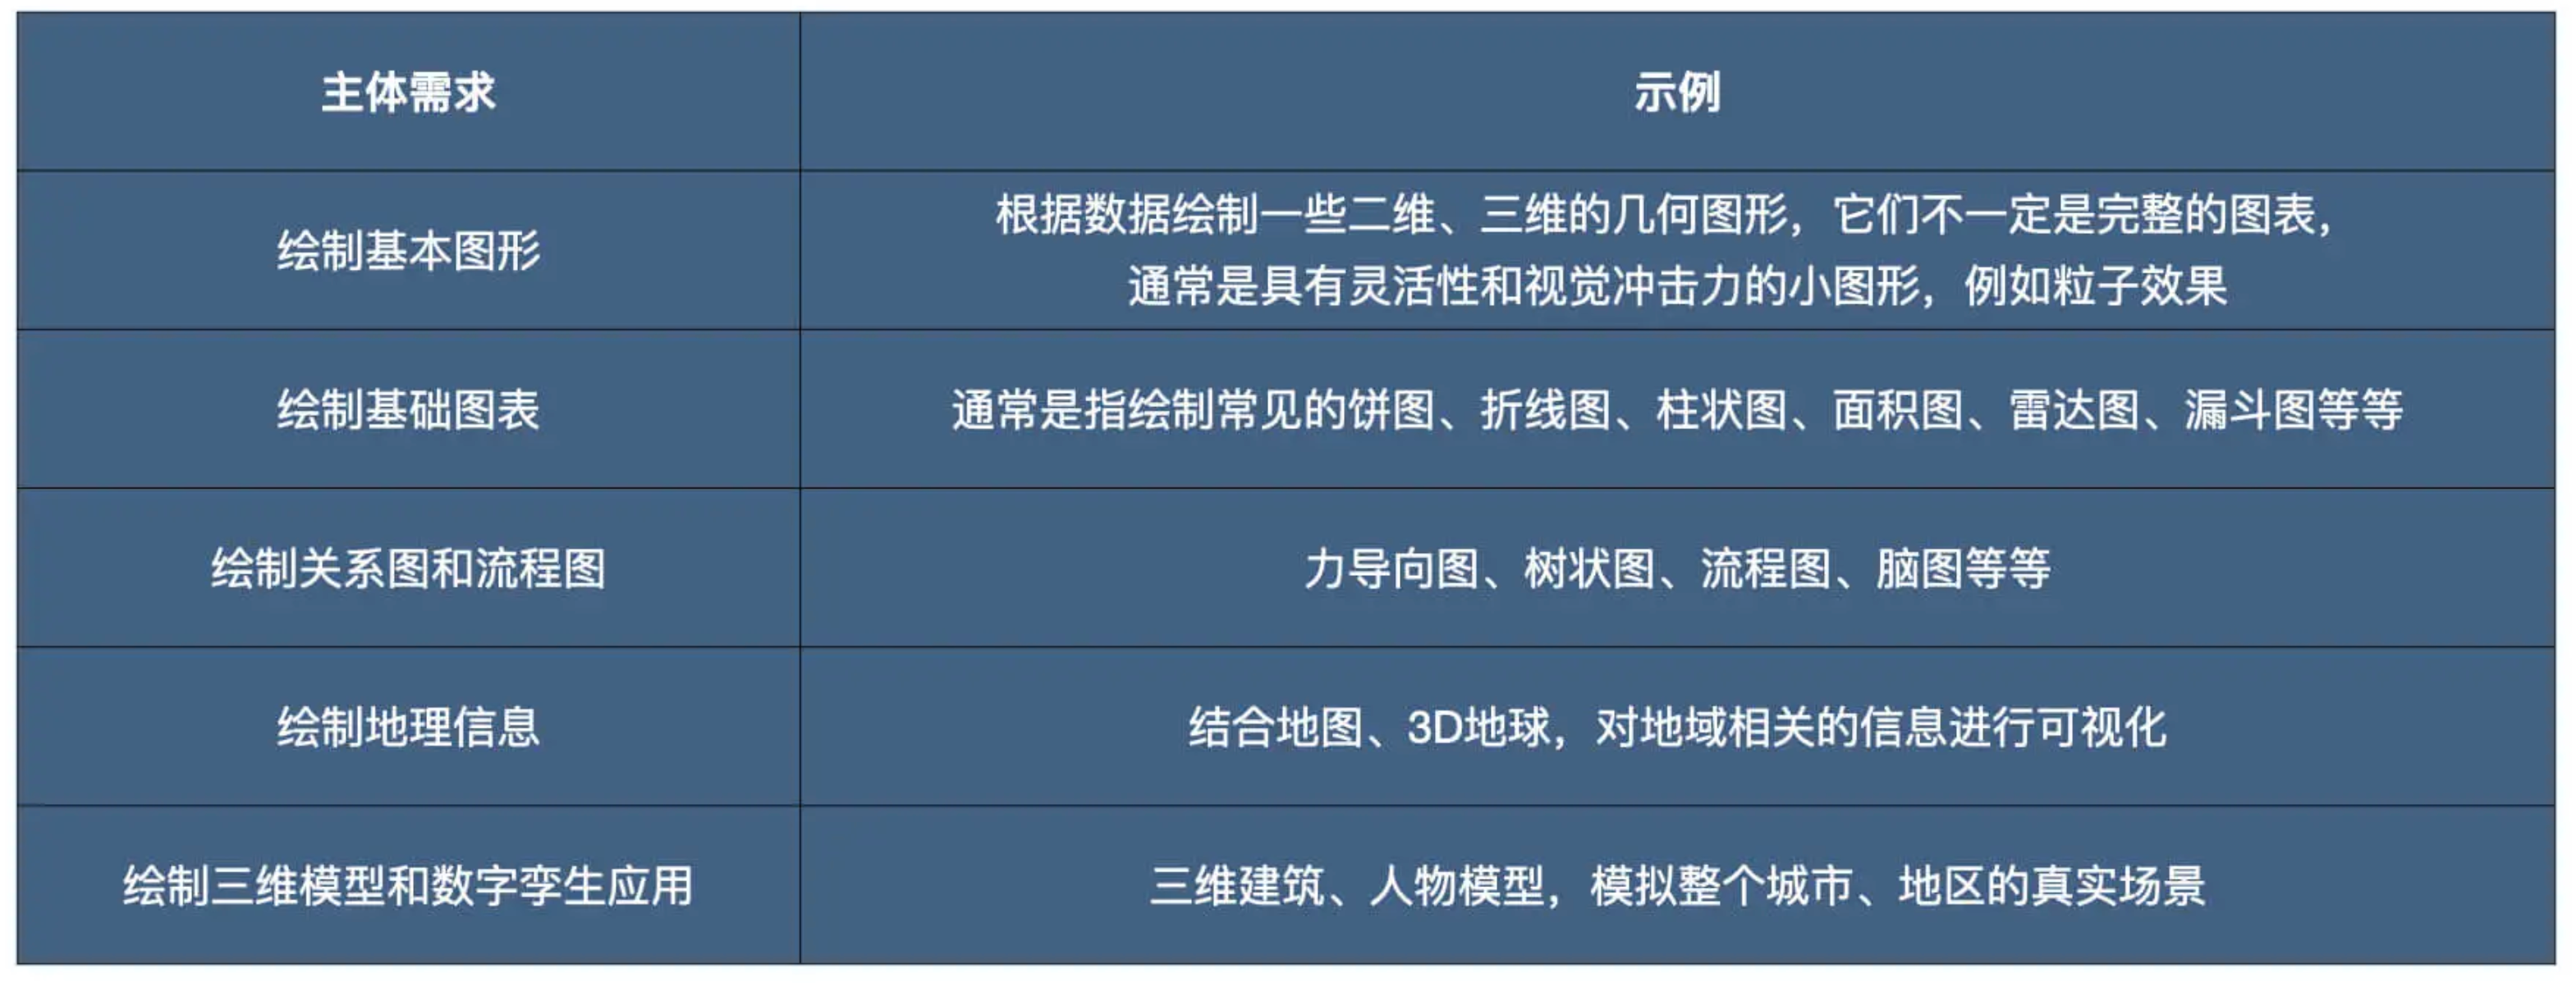 主体需求
示例
绘制基本图形
根据数据绘制一些二维、三维的几何图形，它们不一定是完整的图表，
通常是具有灵活性和视觉冲击力的小图形，例如粒子效果
绘制基础图表
通常是指绘制常见的饼图、折线图、柱状图、面积图、雷达图、漏斗图等等
绘制关系图和流程图
力导向图、树状图、流程图、脑图等等
绘制地理信息
结合地图、3D地球，对地域相关的信息进行可视化
绘制三维模型和数字孪生应用
三维建筑、人物模型，模拟整个城市、地区的真实场景